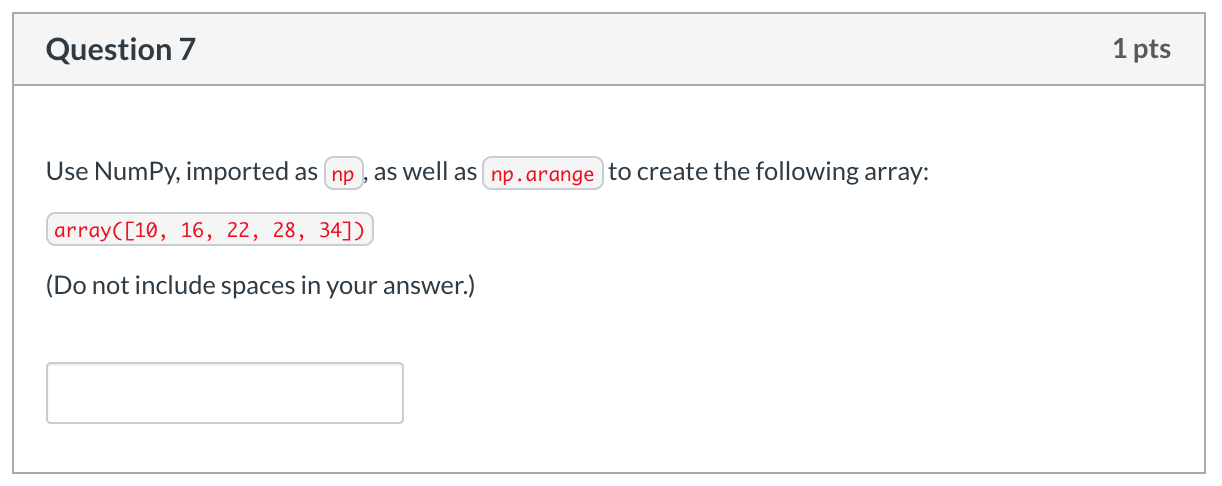 Question 7
1 pts
Use NumPy, imported as np, as well as np.arange to create the following array:
array([10, 16, 22, 28, 34])
(Do not include spaces in your answer.)